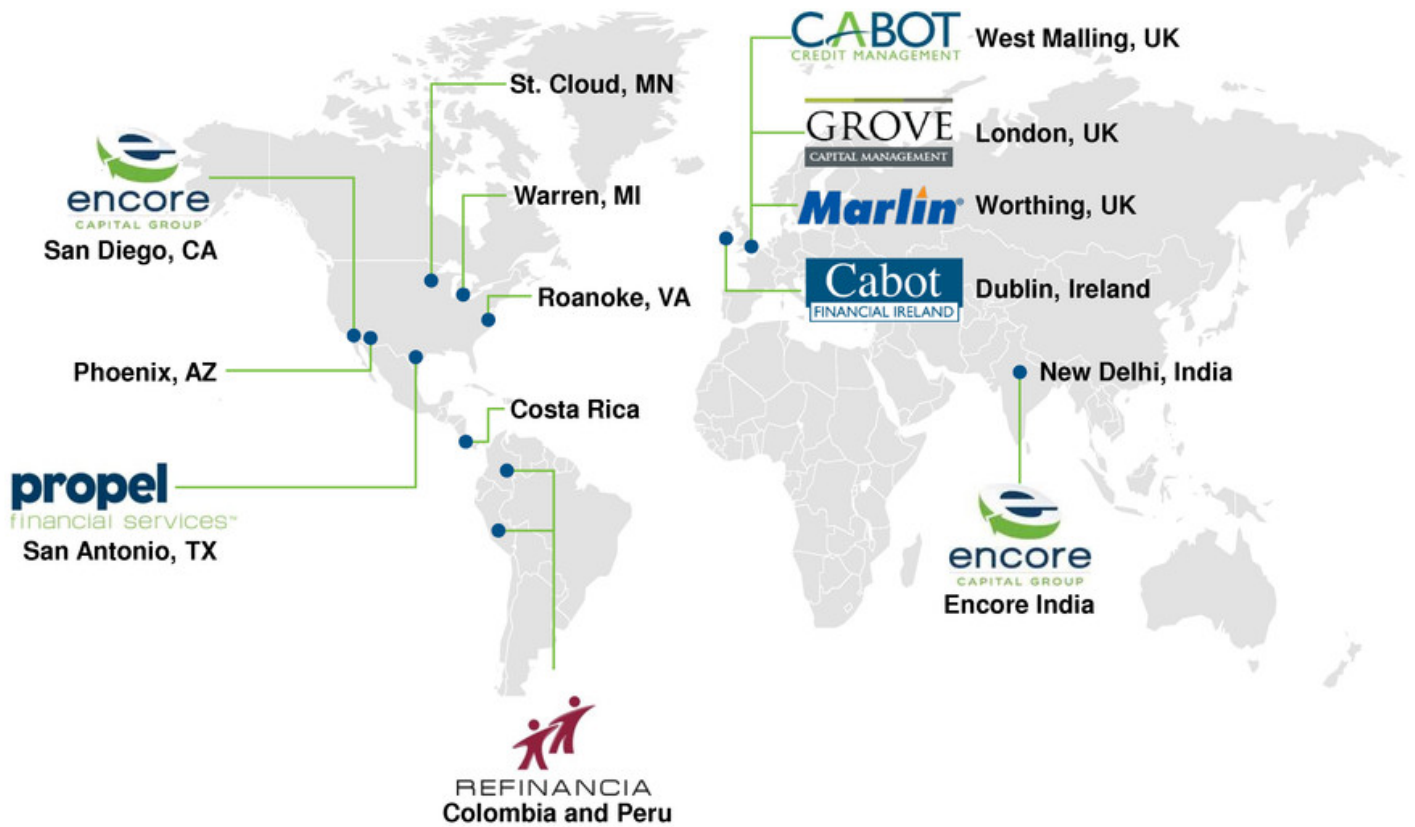 CABOT
CREDIT MANAGEMENT
West Malling, UK
St. Cloud, MN
GROVE
CAPITAL MANAGEMENT
London, UK
encore
CAPITAL GROUP
San Diego, CA
Warren, MI
Marlin
Worthing, UK
Roanoke, VA
Cabot
FINANCIAL IRELAND
Dublin, Ireland
Phoenix, AZ
New Delhi, India
Costa Rica
propel
financial services™
San Antonio, TX
encore
CAPITAL GROUP
Encore India
REFINANCIA
Colombia and Peru